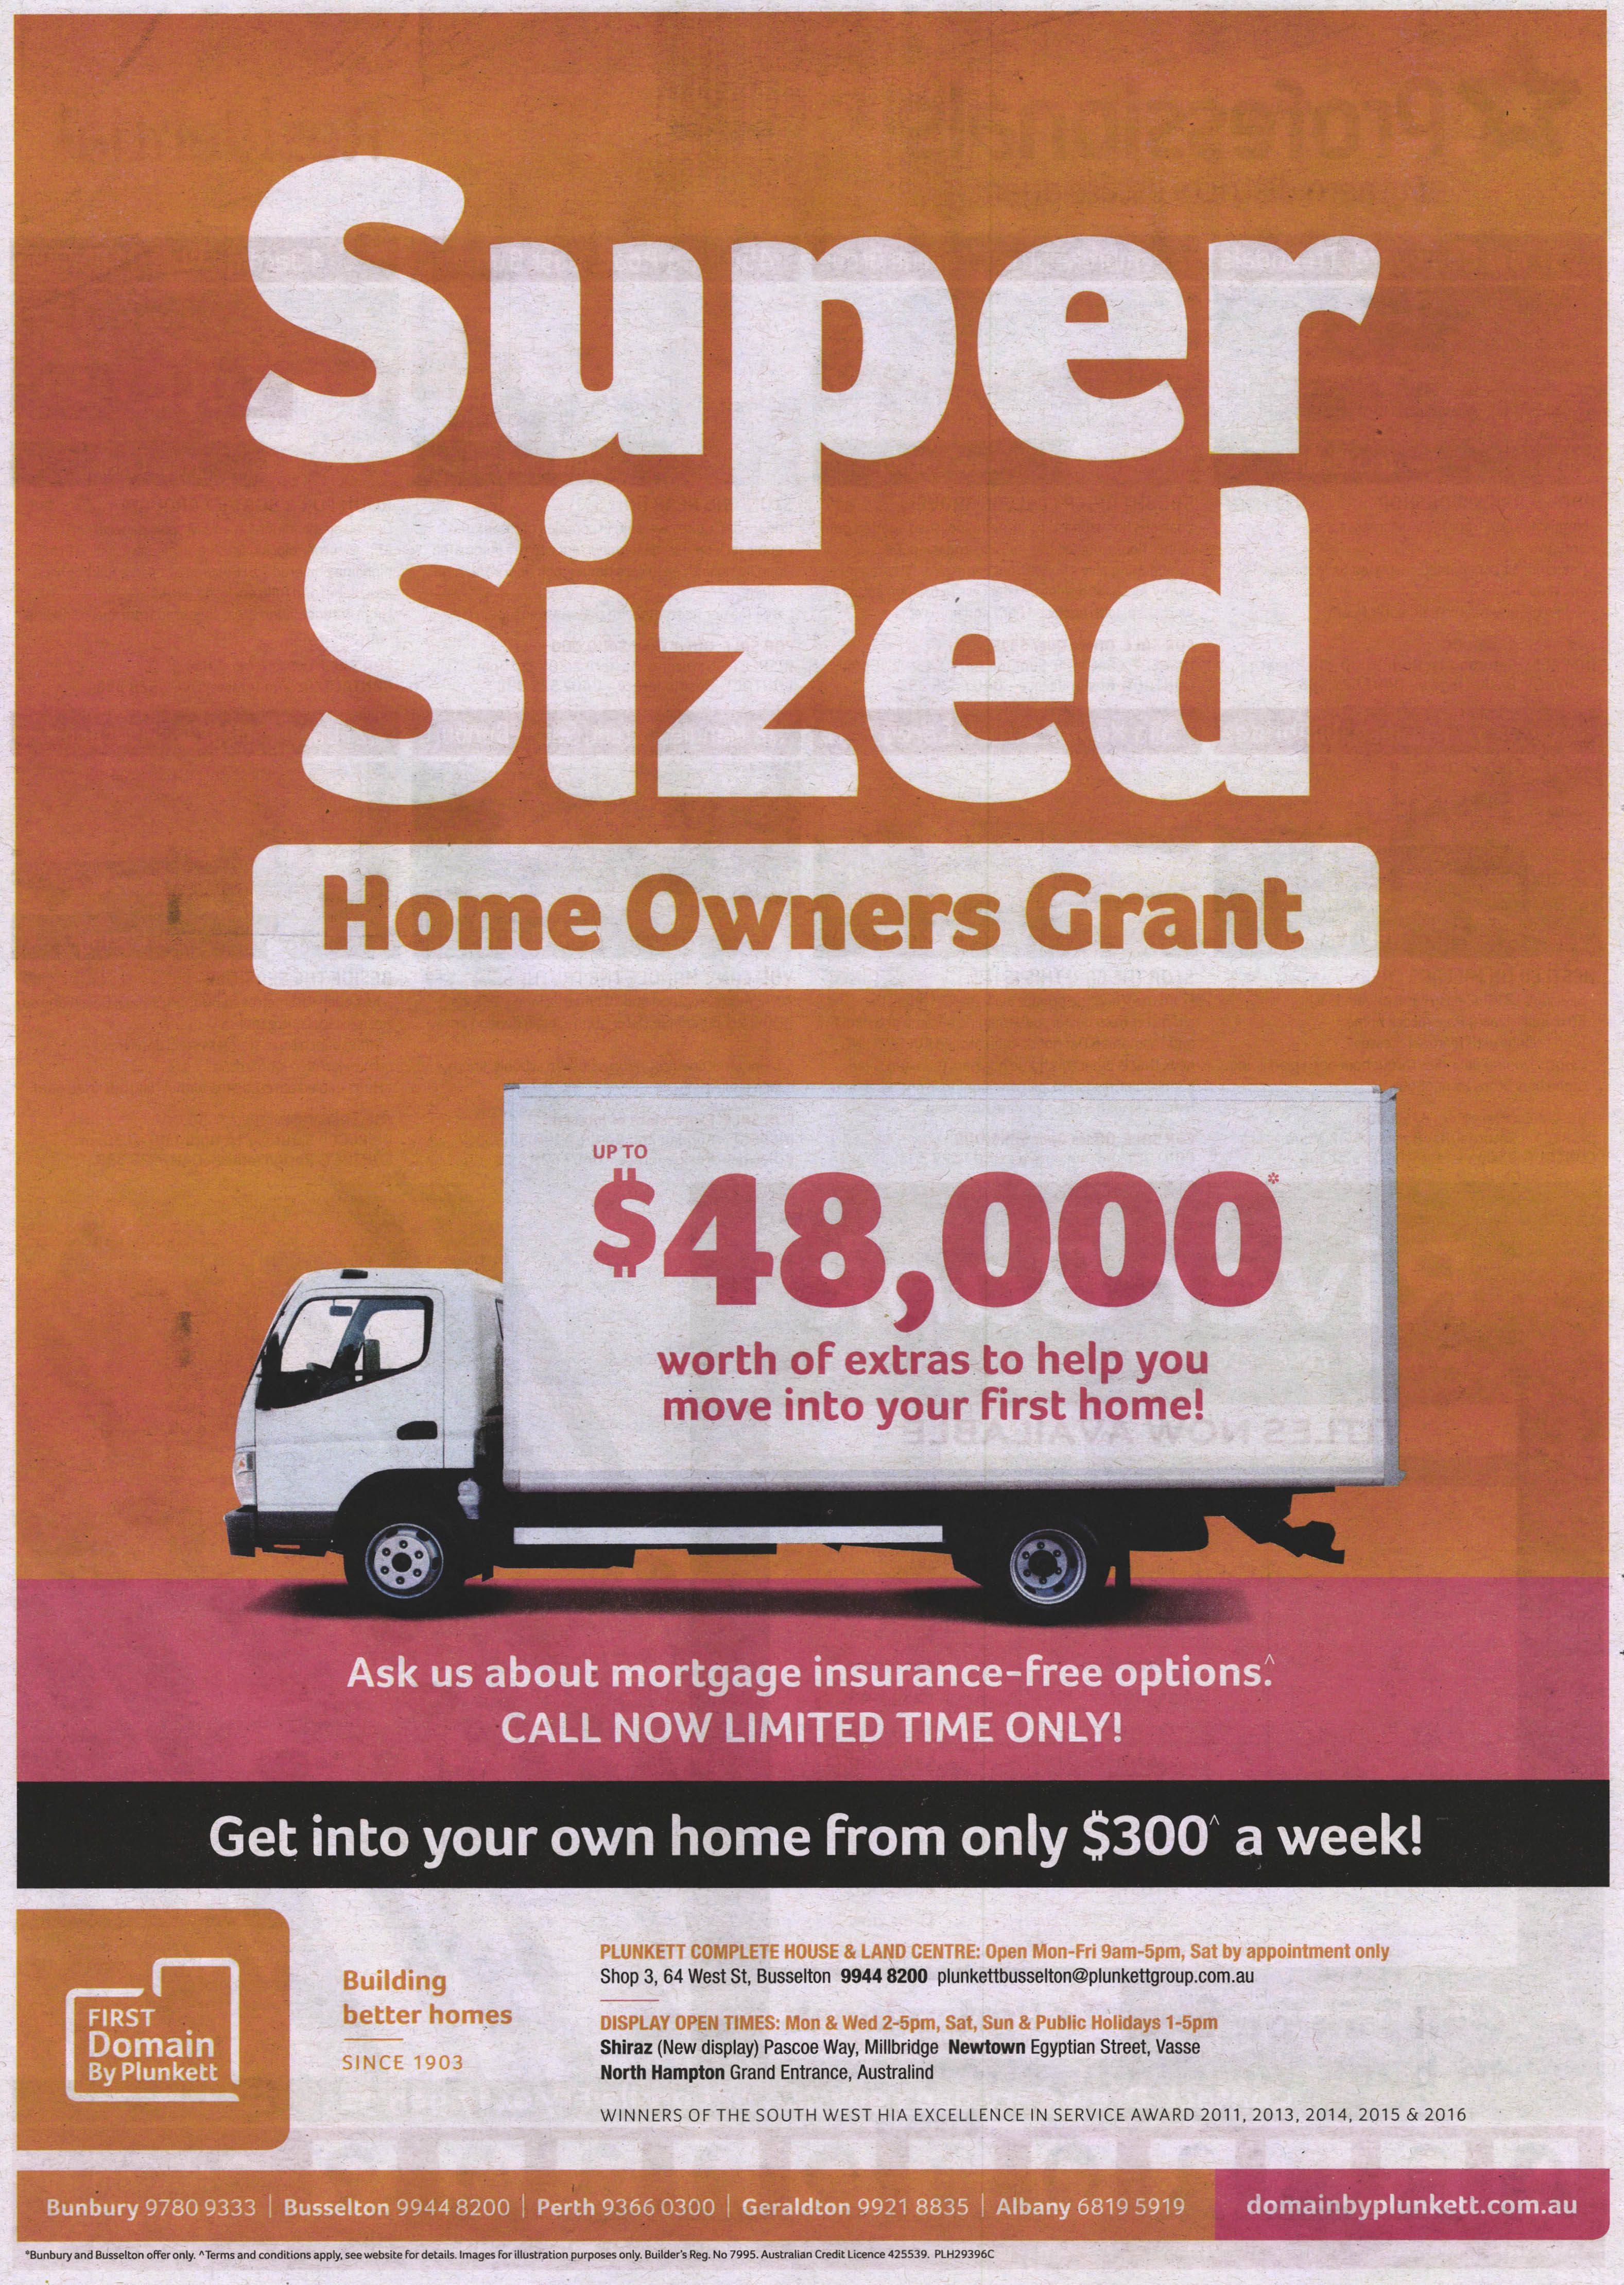 Super
Sized
Home Owners Grant
UP TO
$48,000*
worth of extras to help you
move into your first home!
Ask us about mortgage insurance-free options.^
CALL NOW LIMITED TIME ONLY!
Get into your own home from only $300^ a week!
FIRST
Domain
By Plunkett
Building
better homes
SINCE 1903
PLUNKETT COMPLETE HOUSE & LAND CENTRE: Open Mon-Fri 9am-5pm, Sat by appointment only
Shop 3, 64 West St, Busselton 9944 8200 plunkettbusselton@plunkettgroup.com.au
DISPLAY OPEN TIMES: Mon & Wed 2-5pm, Sat, Sun & Public Holidays 1-5pm
Shiraz (New display) Pascoe Way, Millbridge Newtown Egyptian Street, Vasse
North Hampton Grand Entrance, Australind
WINNERS OF THE SOUTH WEST HIA EXCELLENCE IN SERVICE AWARD 2011, 2013, 2014, 2015 & 2016
Bunbury 9780 9333 | Busselton 9944 8200 | Perth 9366 0300 | Geraldton 9921 8835 | Albany 6819 5919
domainbyplunkett.com.au
*Bunbury and Busselton offer only. ^Terms and conditions apply, see website for details. Images for illustration purposes only. Builder's Reg. No 7995. Australian Credit Licence 425539. PLH29396C